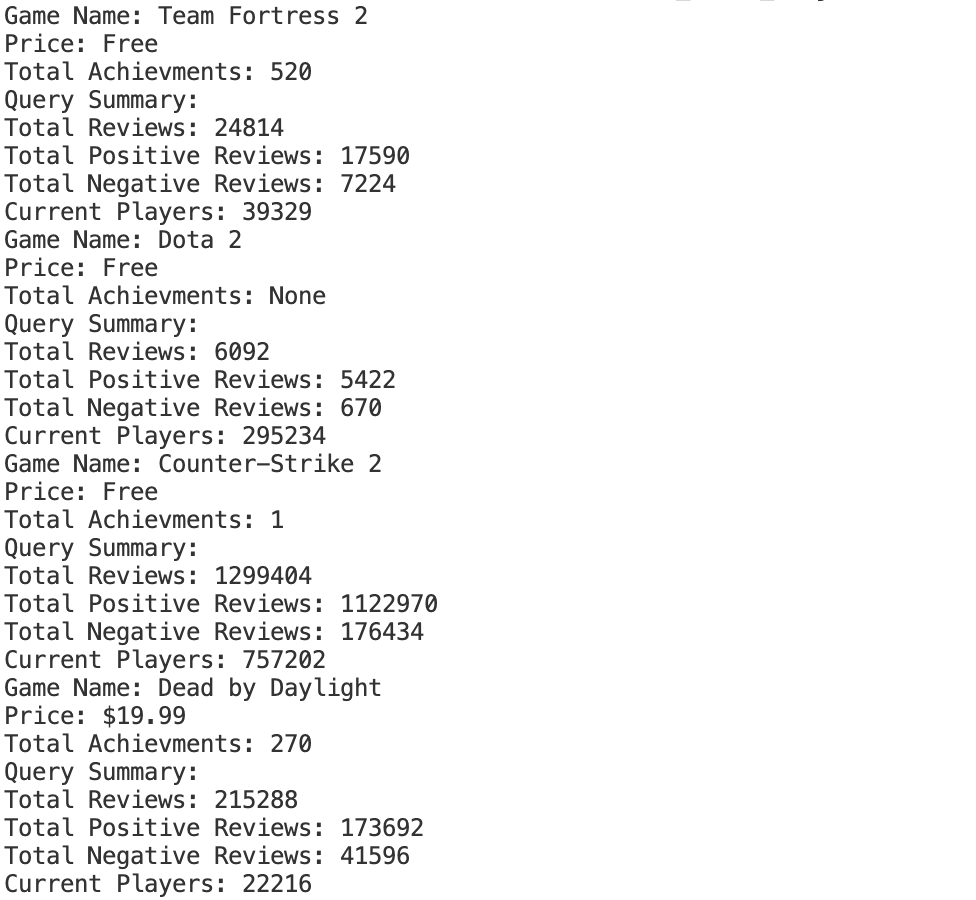 Game Name: Team Fortress 2
Price: Free
Total Achievments: 520
Query Summary:
Total Reviews: 24814
Total Positive Reviews: 17590
Total Negative Reviews: 7224
Current Players: 39329
Game Name: Dota 2
Price: Free
Total Achievments: None
Query Summary:
Total Reviews: 6092
Total Positive Reviews: 5422
Total Negative Reviews: 670
Current Players: 295234
Game Name: Counter-Strike 2
Price: Free
Total Achievments: 1
Query Summary:
Total Reviews: 1299404
Total Positive Reviews: 1122970
Total Negative Reviews: 176434
Current Players: 757202
Game Name: Dead by Daylight
Price: $19.99
Total Achievments: 270
Query Summary:
Total Reviews: 215288
Total Positive Reviews: 173692
Total Negative Reviews: 41596
Current Players: 22216